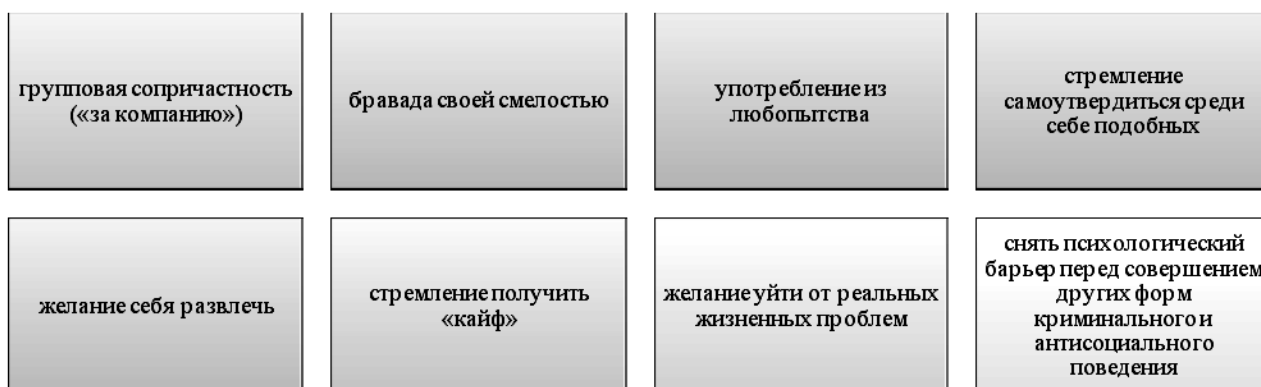 групповая сопричастность
(«за компанию»)
бравада своей смелостью
употребление из
любопытства
стремление
самоутвердиться среди
себе подобных
желание себя развлечь
стремление получить
«кайф»
желание уйти от реальных
жизненных проблем
снять психологический
барьер перед совершением
других форм
криминального и
антисоциального
поведения